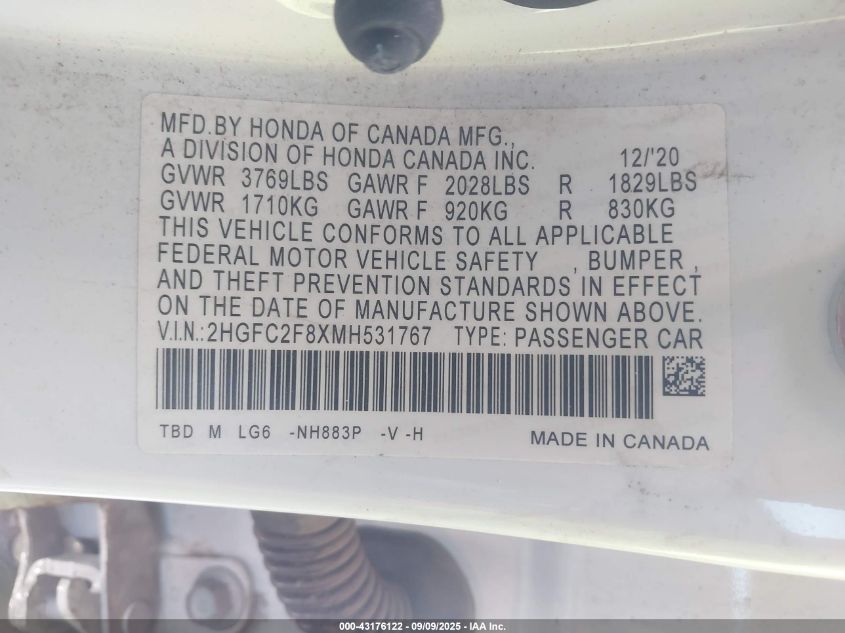 MFD.BY HONDA OF CANADA MFG.,
A DIVISION OF HONDA CANADA INC. 12/'20
GVWR 3769LBS GAWR F 2028LBS R 1829LBS
GVWR 1710KG GAWR F 920KG R 830KG
THIS VEHICLE CONFORMS TO ALL APPLICABLE
FEDERAL MOTOR VEHICLE SAFETY , BUMPER ,
AND THEFT PREVENTION STANDARDS IN EFFECT
ON THE DATE OF MANUFACTURE SHOWN ABOVE.
V.I.N.:2HGFC2F8XMH531767 TYPE: PASSENGER CAR
TBD M LG6 -NH883P -V -H MADE IN CANADA
000-43176122 - 09/09/2025 - IAA Inc.